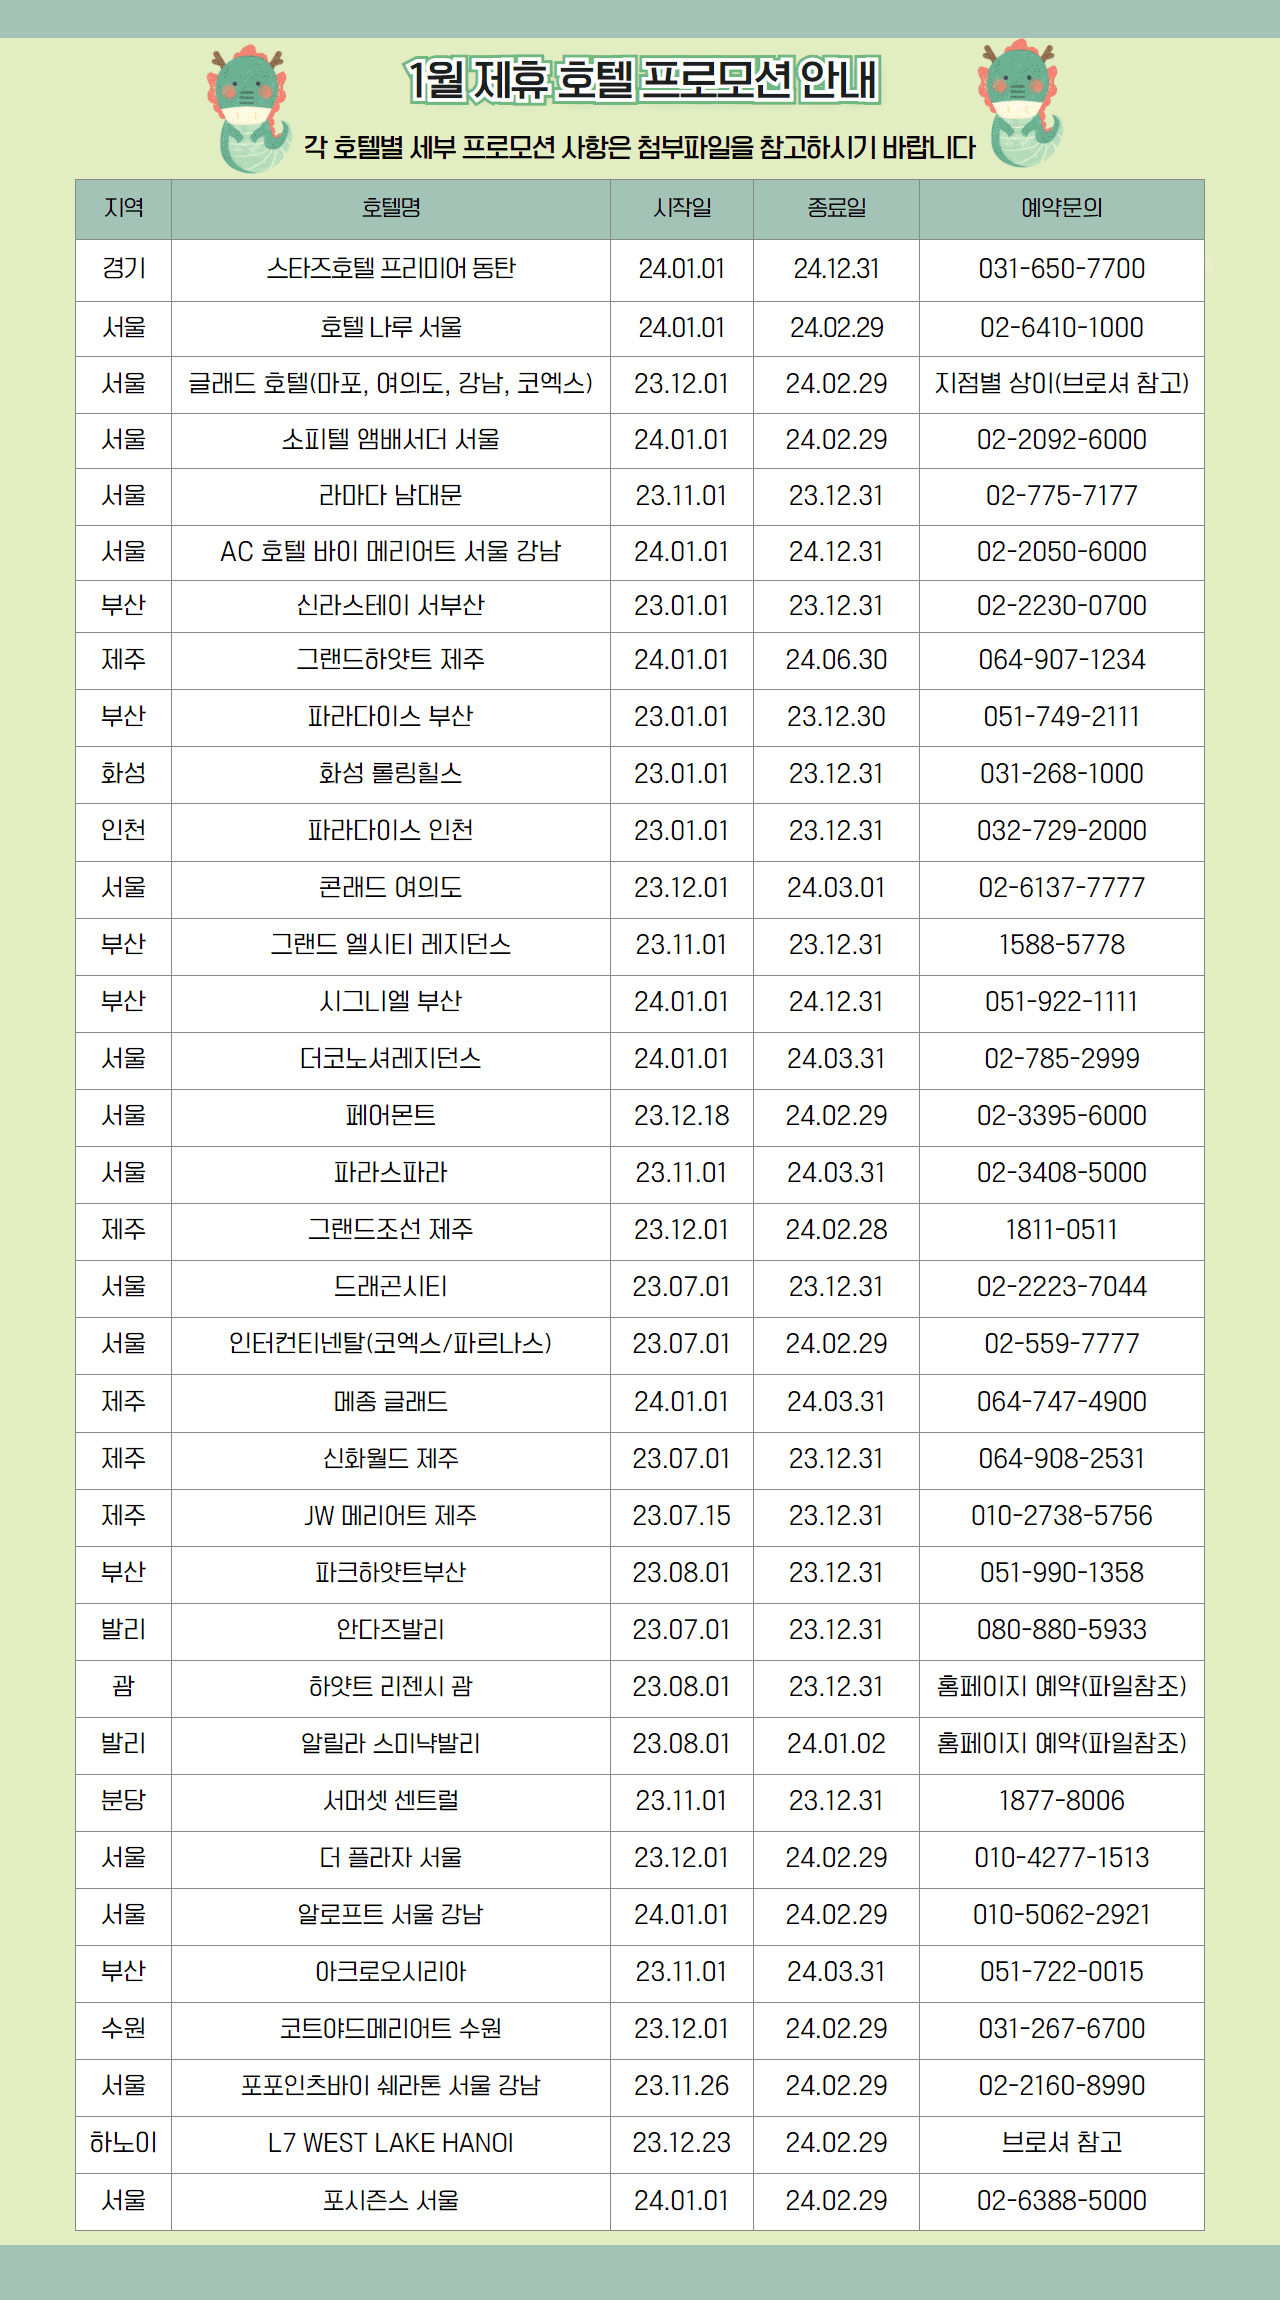 1월 제휴 호텔 프로모션 안내
각 호텔별 세부 프로모션 사항은 첨부파일을 참고하시기 바랍니다
지역 호텔명 시작일 종료일 예약문의
경기 스타즈호텔 프리미어 동탄 24.01.01 24.12.31 031-650-7700
서울 호텔 나루 서울 24.01.01 24.02.29 02-6410-1000
서울 글래드 호텔(마포, 여의도, 강남, 코엑스) 23.12.01 24.02.29 지점별 상이(브로셔 참고)
서울 소피텔 앰배서더 서울 24.01.01 24.02.29 02-2092-6000
서울 라마다 남대문 23.11.01 23.12.31 02-775-7177
서울 AC 호텔 바이 메리어트 서울 강남 24.01.01 24.12.31 02-2050-6000
부산 신라스테이 서부산 23.01.01 23.12.31 02-2230-0700
제주 그랜드하얏트 제주 24.01.01 24.06.30 064-907-1234
부산 파라다이스 부산 23.01.01 23.12.30 051-749-2111
화성 화성 롤링힐스 23.01.01 23.12.31 031-268-1000
인천 파라다이스 인천 23.01.01 23.12.31 032-729-2000
서울 콘래드 여의도 23.12.01 24.03.01 02-6137-7777
부산 그랜드 엘시티 레지던스 23.11.01 23.12.31 1588-5778
부산 시그니엘 부산 24.01.01 24.12.31 051-922-1111
서울 더코노셔레지던스 24.01.01 24.03.31 02-785-2999
서울 페어몬트 23.12.18 24.02.29 02-3395-6000
서울 파라스파라 23.11.01 24.03.31 02-3408-5000
제주 그랜드조선 제주 23.12.01 24.02.28 1811-0511
서울 드래곤시티 23.07.01 23.12.31 02-2223-7044
서울 인터컨티넨탈(코엑스/파르나스) 23.07.01 24.02.29 02-559-7777
제주 메종 글래드 24.01.01 24.03.31 064-747-4900
제주 신화월드 제주 23.07.01 23.12.31 064-908-2531
제주 JW 메리어트 제주 23.07.15 23.12.31 010-2738-5756
부산 파크하얏트부산 23.08.01 23.12.31 051-990-1358
발리 안다즈발리 23.07.01 23.12.31 080-880-5933
괌 하얏트 리젠시 괌 23.08.01 23.12.31 홈페이지 예약(파일참조)
발리 알릴라 스미냑발리 23.08.01 24.01.02 홈페이지 예약(파일참조)
분당 서머셋 센트럴 23.11.01 23.12.31 1877-8006
서울 더 플라자 서울 23.12.01 24.02.29 010-4277-1513
서울 알로프트 서울 강남 24.01.01 24.02.29 010-5062-2921
부산 아크로오시리아 23.11.01 24.03.31 051-722-0015
수원 코트야드메리어트 수원 23.12.01 24.02.29 031-267-6700
서울 포포인츠바이 쉐라톤 서울 강남 23.11.26 24.02.29 02-2160-8990
하노이 L7 WEST LAKE HANOI 23.12.23 24.02.29 브로셔 참고
서울 포시즌스 서울 24.01.01 24.02.29 02-6388-5000